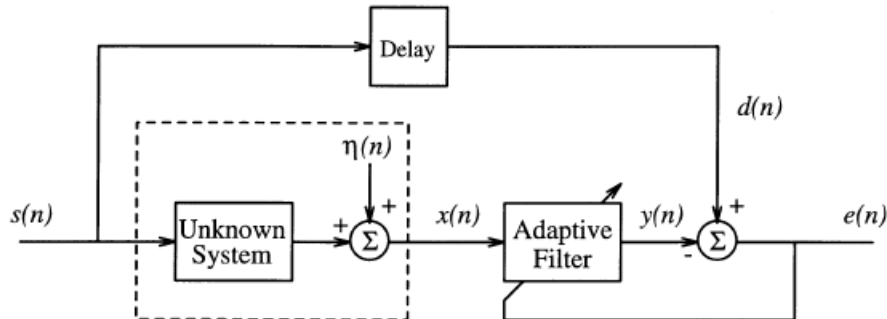 Delay
d(n)
η(n)
s(n)
+
+
x(n)
y(n)
+
e(n)
Unknown
System
Σ
Adaptive
Filter
Σ
-